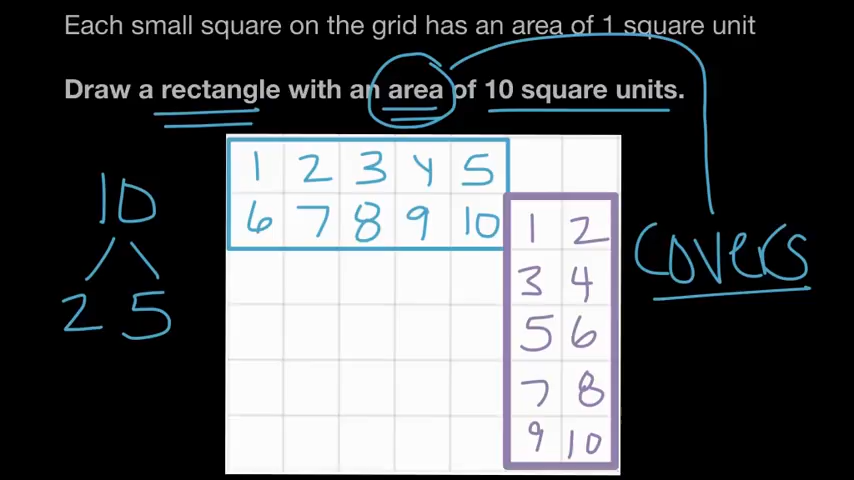 Each small square on the grid has an area of 1 square unit
Draw a rectangle with an area of 10 square units.
1 2 3 4 5
6 7 8 9 10
1 2
3 4
5 6
7 8
9 10
10
2 5
covers